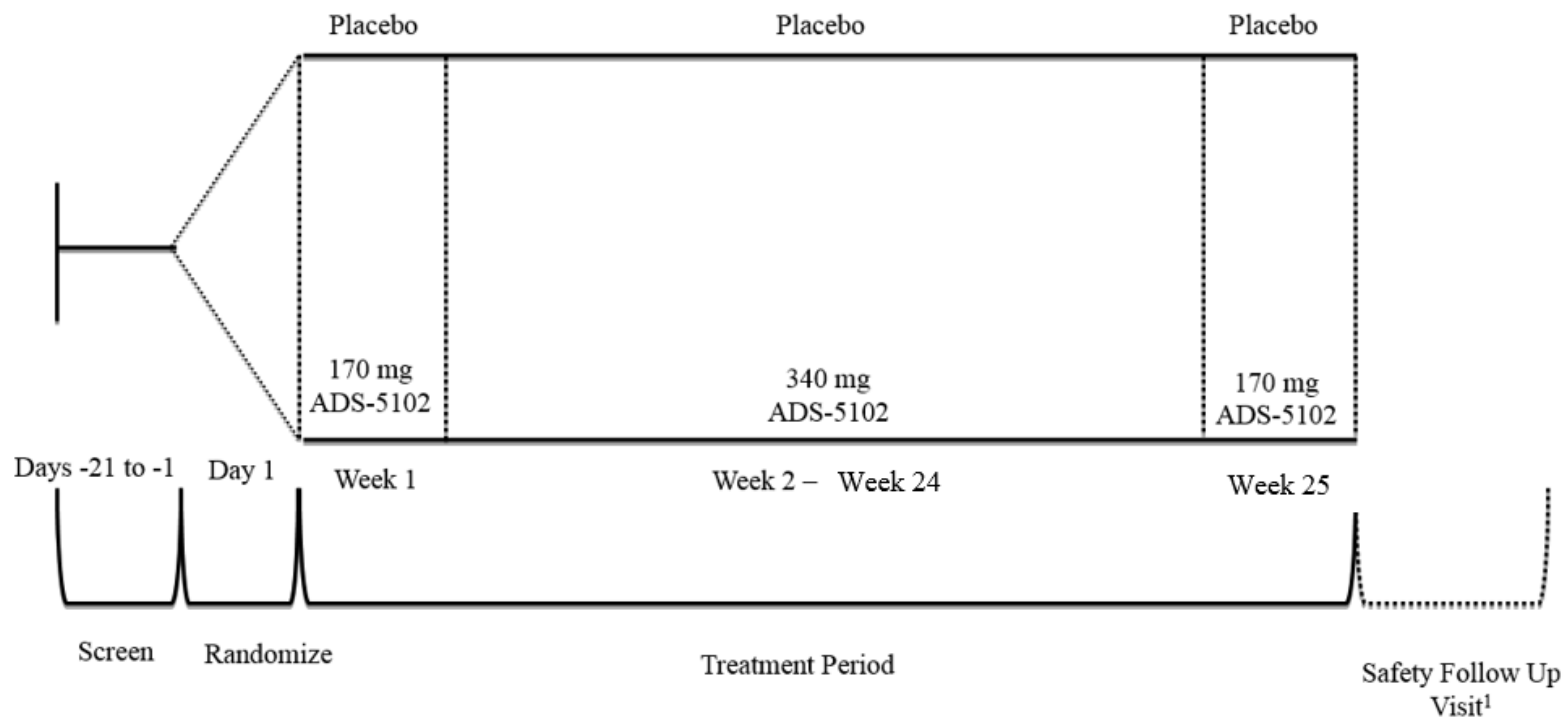 Placebo Placebo Placebo
170 mg
ADS-5102
340 mg
ADS-5102
170 mg
ADS-5102
Days -21 to -1 Day 1 Week 1 Week 2 – Week 24 Week 25
Screen Randomize Treatment Period
Safety Follow Up
Visit¹